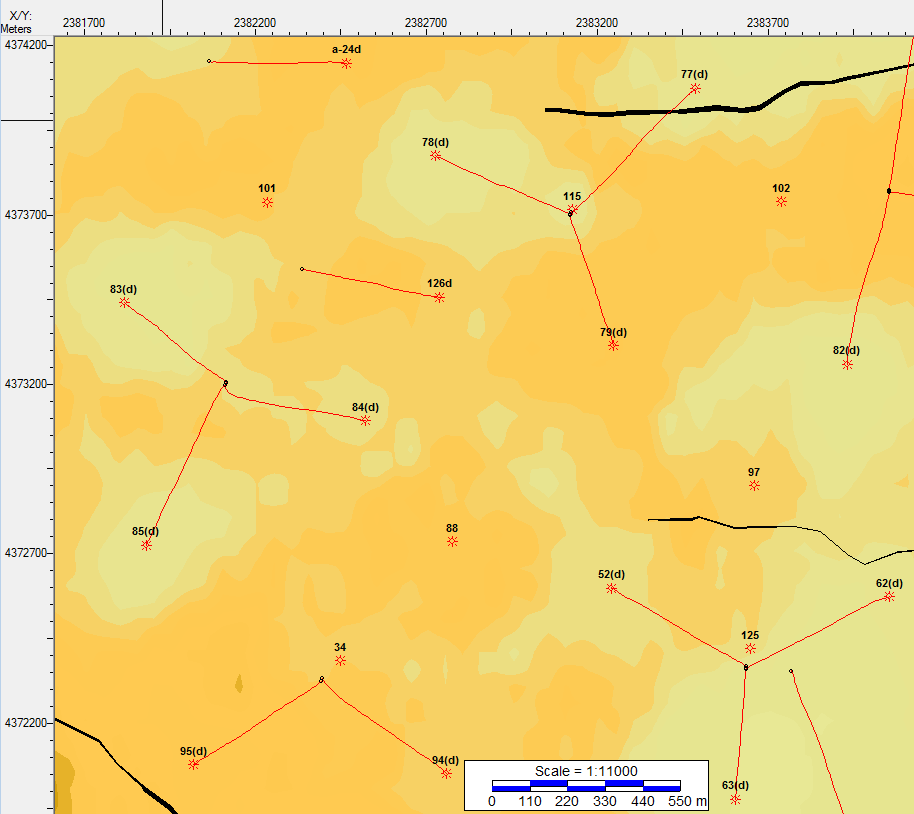 X/Y:
Meters
2381700 2382200 2382700 2383200 2383700
4374200
a-24d
77(d)
78(d)
101
115
102
4373700
83(d)
126d
79(d)
82(d)
4373200
84(d)
97
85(d)
88
4372700
52(d)
62(d)
34
125
4372200
95(d)
94(d)
63(d)
Scale = 1:11000
0 110 220 330 440 550 m